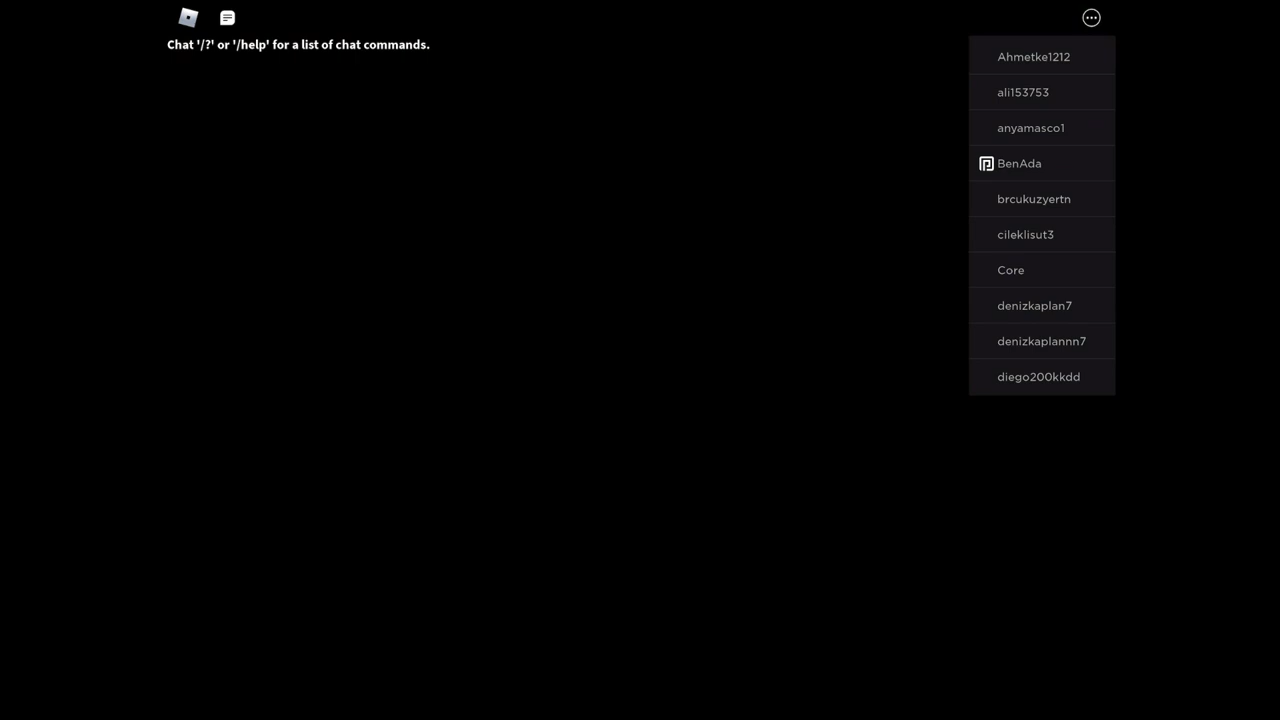 Chat '/?' or '/help' for a list of chat commands.
Ahmetke1212
ali153753
anyamasco1
BenAda
brcukuzyertn
cileklisut3
Core
denizkaplan7
denizkaplannn7
diego200kkdd